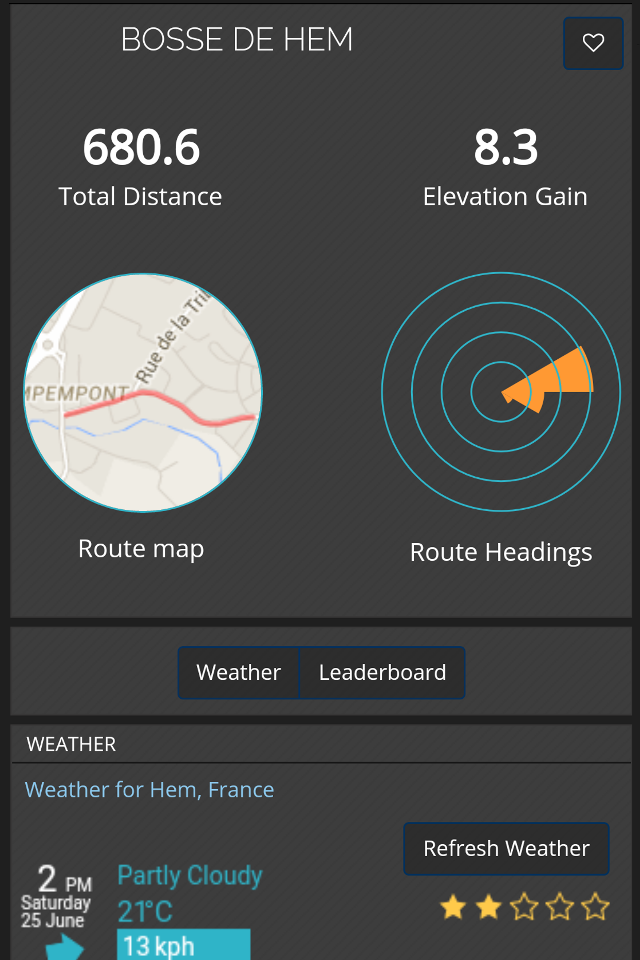 BOSSE DE HEM
680.6
Total Distance
8.3
Elevation Gain
Rue de la Tril
MPEMPONT
Route map
Route Headings
Weather
Leaderboard
WEATHER
Weather for Hem, France
Refresh Weather
2 PM
Saturday
25 June
Partly Cloudy
21°C
13 kph